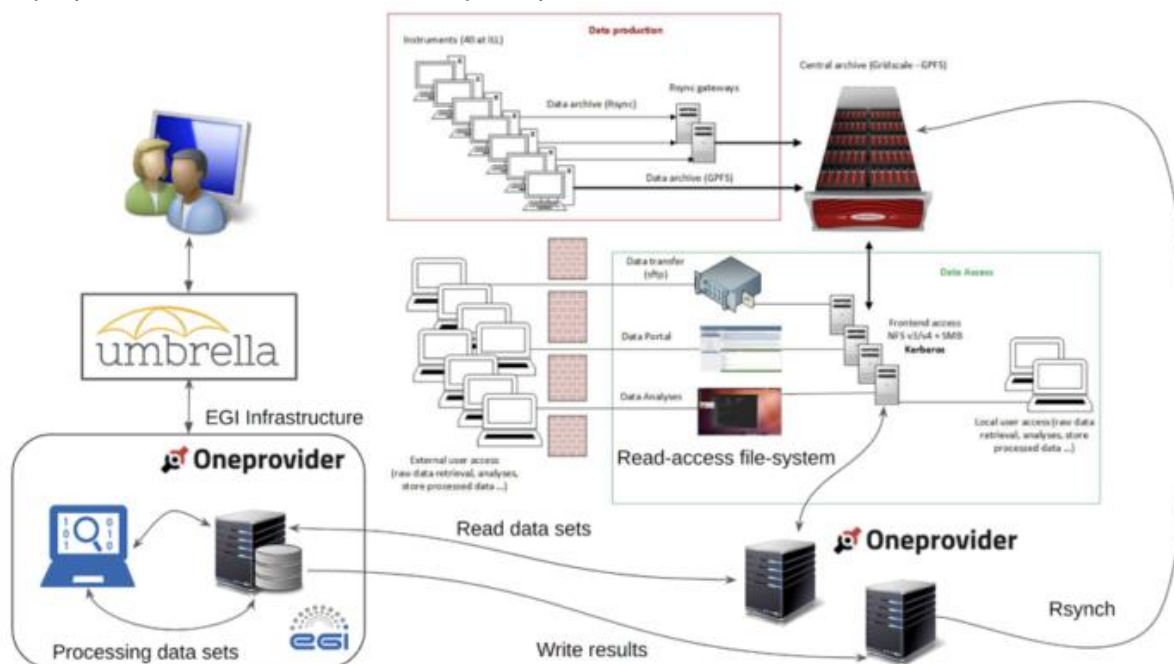 Data production
Instruments (40 at ILL)
Central archive (Gridscale - GPFS)
Rsync gateways
Data archive (Rsync)
Data archive (GPFS)
umbrella
EGI Infrastructure
Oneprovider
Processing data sets
egi
External user access
(raw data retrieval, analyses,
store processed data ...)
Data transfer
(sftp)
Data Access
Data Portal
Data Analyses
Frontend access
NFS v3/v4 + SMB
Kerberos
Local user access (raw data
retrieval, analyses, store
processed data ...)
Read-access file-system
Read data sets
Oneprovider
Write results
Rsynch